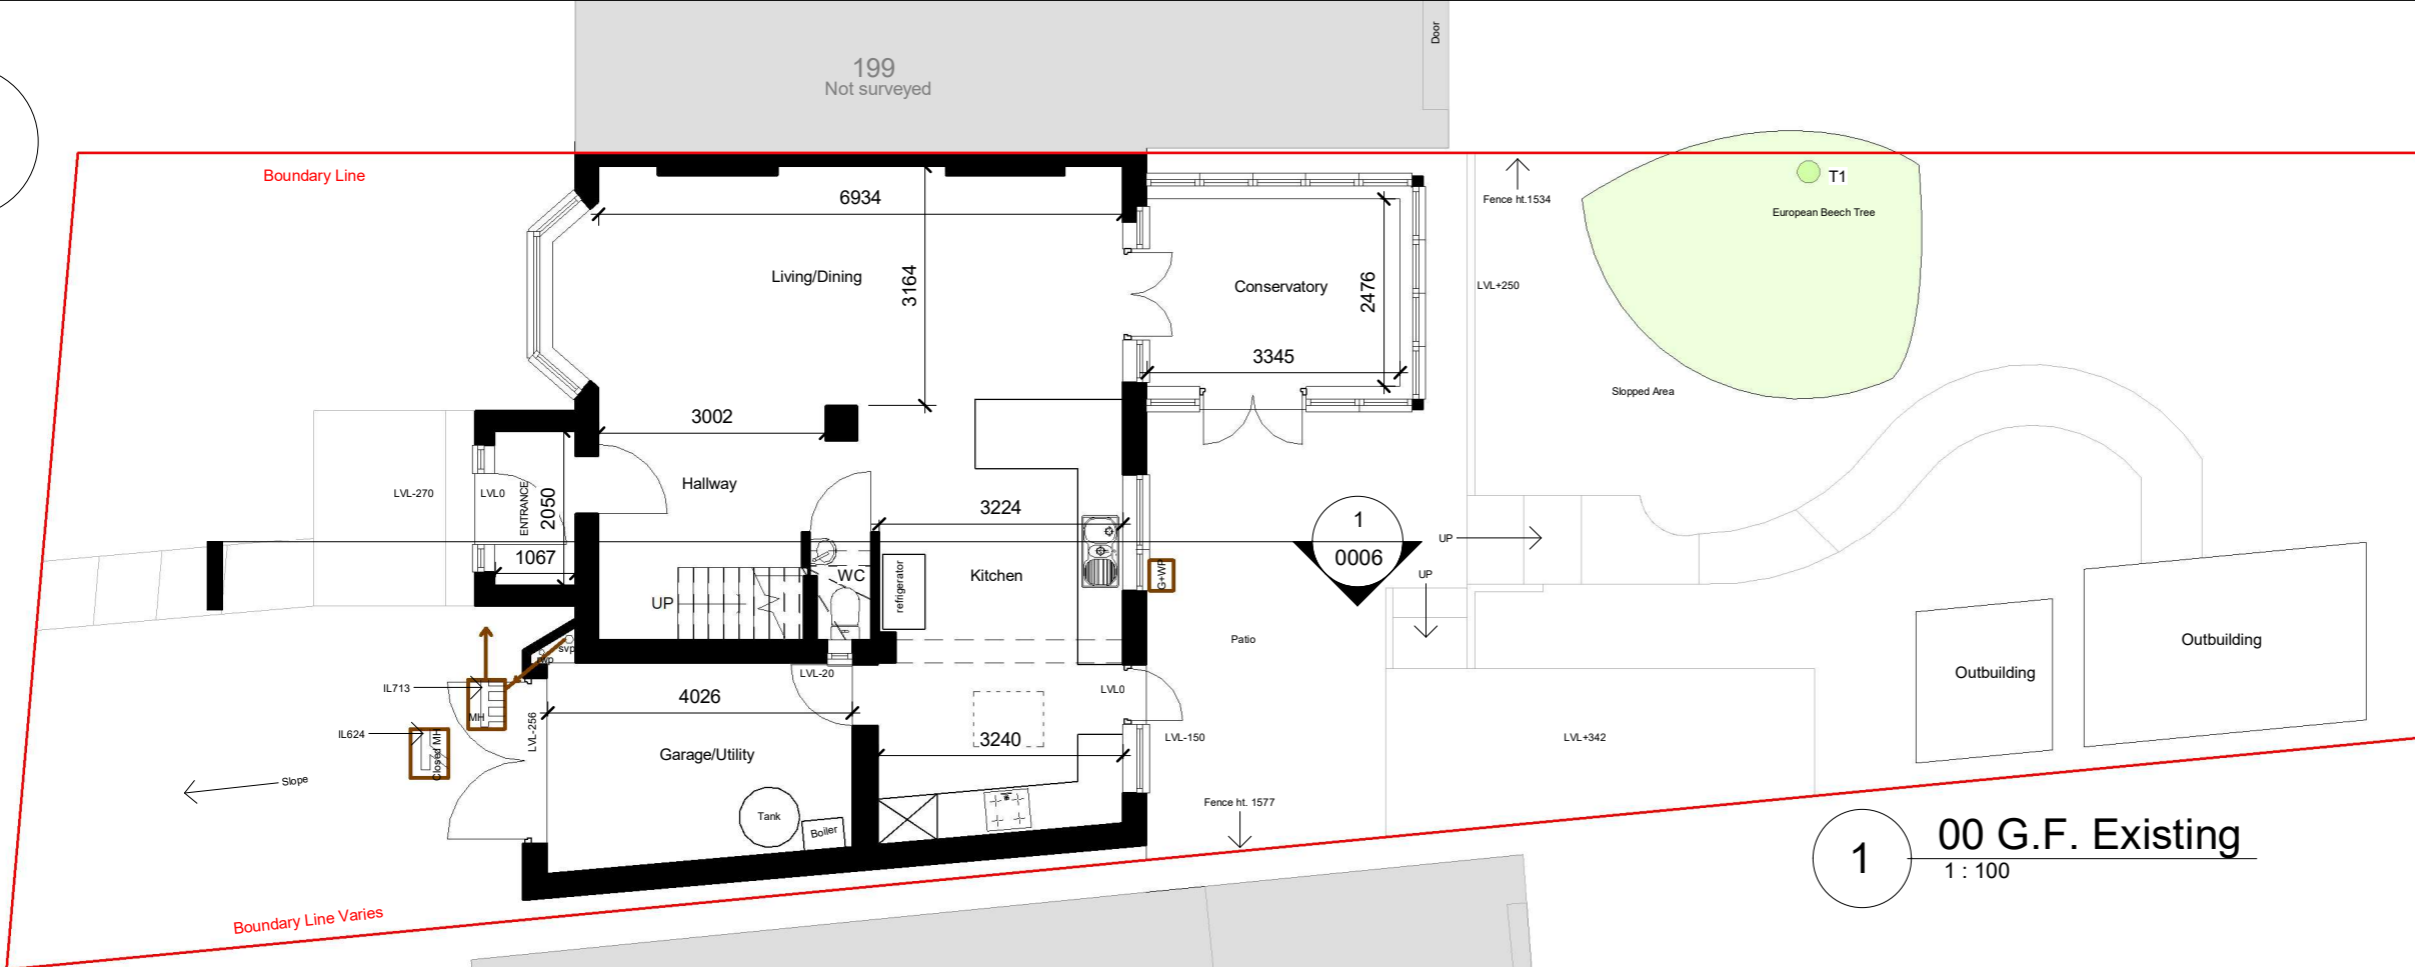 Door
199
Not surveyed
Boundary Line
T1
European Beech Tree
Fence ht.1534
6934
Living/Dining
3164
Conservatory
2476
LVL+250
3345
Slopped Area
3002
Hallway
LVL-270
LVL0
ENTRANCE
2050
3224
1
0006
UP
1067
UP
WC
refrigerator
Kitchen
G+WP
UP
Patio
Outbuilding
Outbuilding
svp
IL713
MH
LVL-256
LVL-20
4026
LVL0
IL624
Closed MH
Garage/Utility
3240
LVL-150
LVL+342
Slope
Tank
Boiler
Fence ht. 1577
1
00 G.F. Existing
1 : 100
Boundary Line Varies